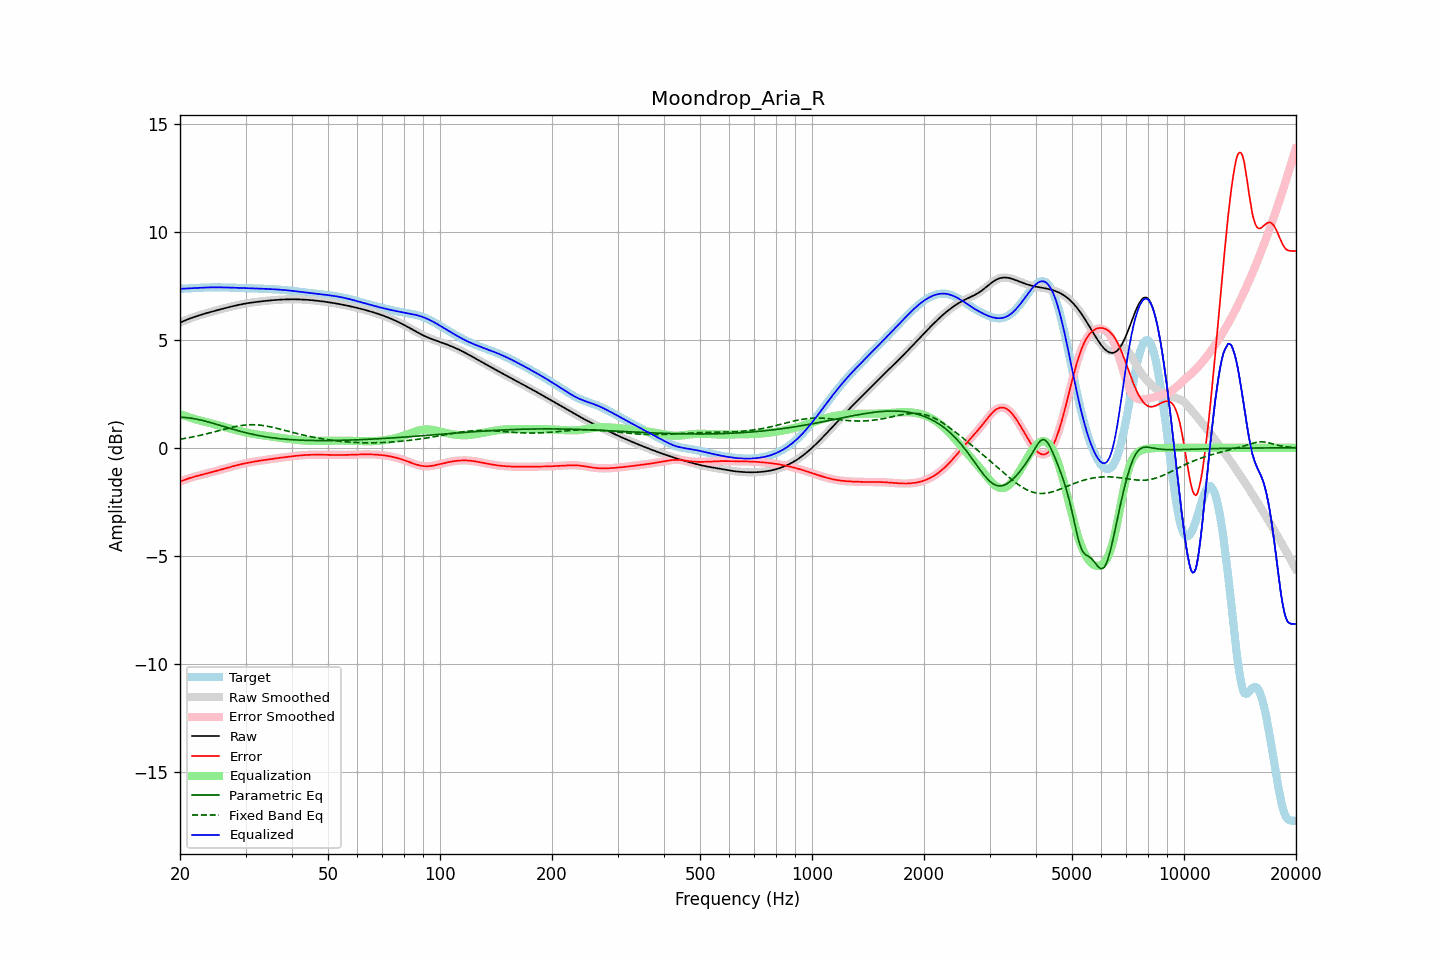 Moondrop_Aria_R
Amplitude (dBr)
15
10
5
0
−5
−10
−15
Target
Raw Smoothed
Error Smoothed
Raw
Error
Equalization
Parametric Eq
Fixed Band Eq
Equalized
20 50 100 200 500 1000 2000 5000 10000 20000
Frequency (Hz)